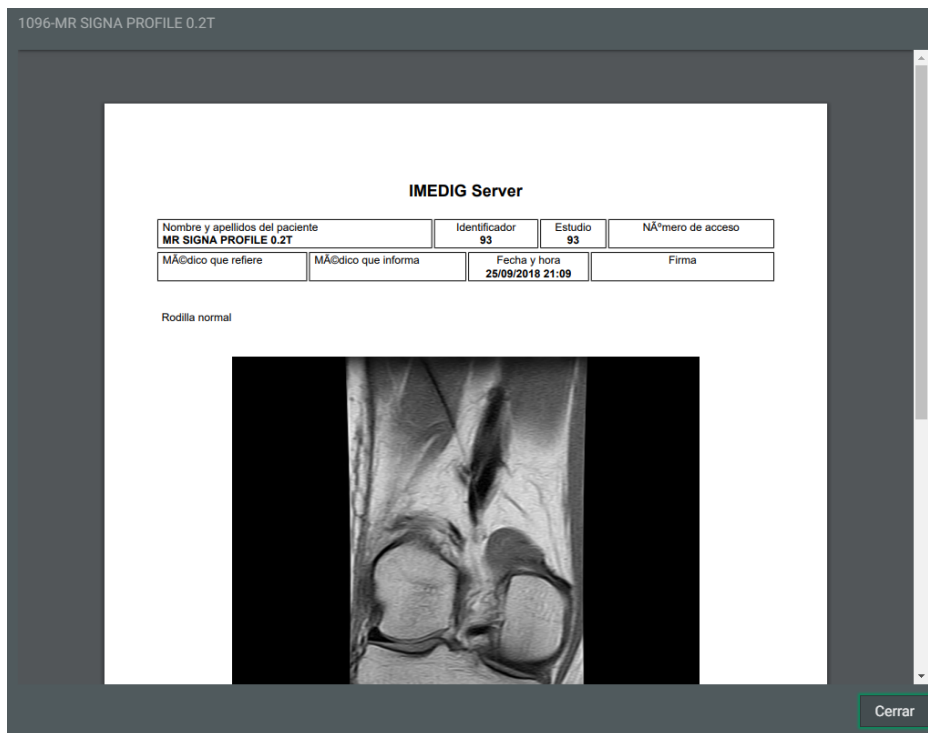 1096-MR SIGNA PROFILE 0.2T
IMEDIG Server
Nombre y apellidos del paciente
MR SIGNA PROFILE 0.2T
Identificador
93
Estudio
93
NÃºmero de acceso
MÃ©dico que refiere
MÃ©dico que informa
Fecha y hora
25/09/2018 21:09
Firma
Rodilla normal
Cerrar